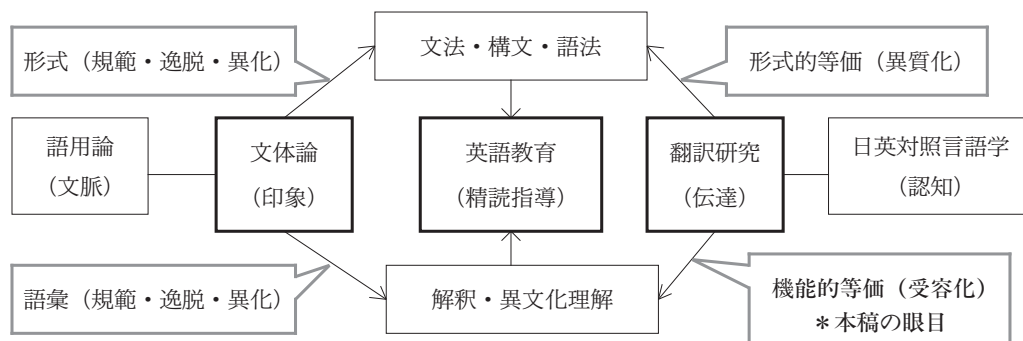 文法・構文・語法
形式(規範・逸脱・異化)
形式的等価(異質化)
語用論
(文脈)
文体論
(印象)
英語教育
(精読指導)
翻訳研究
(伝達)
日英対照言語学
(認知)
語彙(規範・逸脱・異化)
解釈・異文化理解
機能的等価(受容化)
＊本稿の眼目